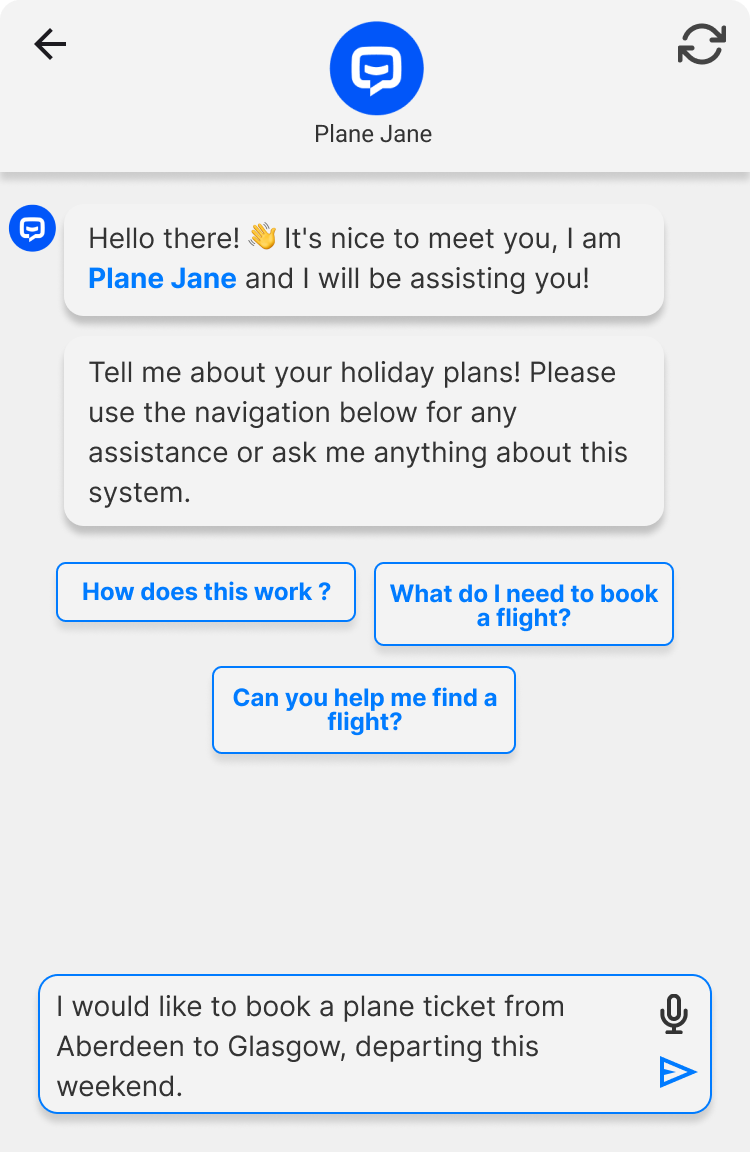 Plane Jane
Hello there! 👋 It's nice to meet you, I am
Plane Jane and I will be assisting you!
Tell me about your holiday plans! Please
use the navigation below for any
assistance or ask me anything about this
system.
How does this work ?
What do I need to book
a flight?
Can you help me find a
flight?
I would like to book a plane ticket from
Aberdeen to Glasgow, departing this
weekend.